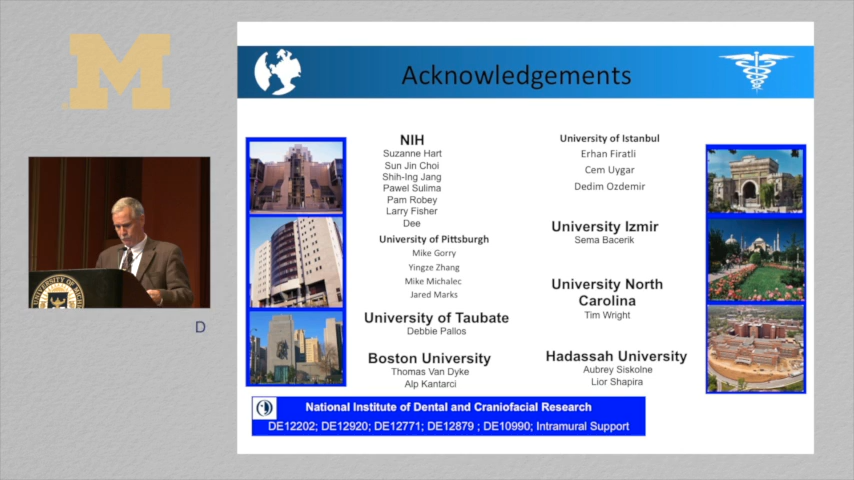 M
Acknowledgements
NIH
Suzanne Hart
Sun Jin Choi
Shih-Ing Jang
Pawel Sulima
Pam Robey
Larry Fisher
Dee
University of Pittsburgh
Mike Gorry
Yingze Zhang
Mike Michalec
Jared Marks
University of Taubate
Debbie Pallos
Boston University
Thomas Van Dyke
Alp Kantarci
University of Istanbul
Erhan Firatli
Cem Uygar
Dedim Ozdemir
University Izmir
Sema Bacerik
University North
Carolina
Tim Wright
Hadassah University
Aubrey Siskolne
Lior Shapira
National Institute of Dental and Craniofacial Research
DE12202; DE12920; DE12771; DE12879 ; DE10990; Intramural Support
UNIVERSITY OF
D